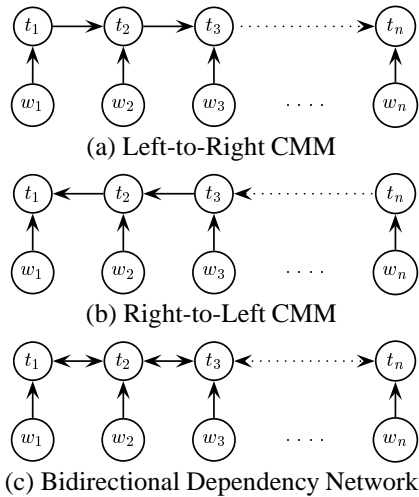 t₁ t₂ t₃ tₙ
w₁ w₂ w₃ . . . . wₙ
(a) Left-to-Right CMM
t₁ t₂ t₃ tₙ
w₁ w₂ w₃ . . . . wₙ
(b) Right-to-Left CMM
t₁ t₂ t₃ tₙ
w₁ w₂ w₃ . . . . wₙ
(c) Bidirectional Dependency Network